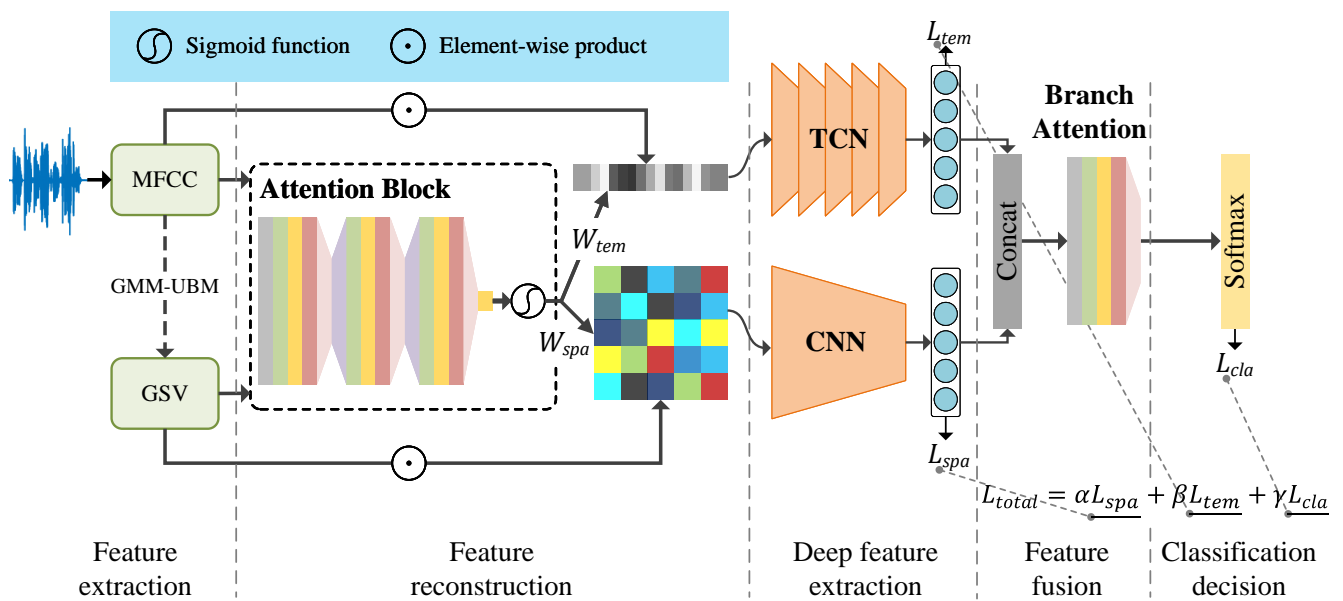 Sigmoid function
Element-wise product
MFCC
GMM-UBM
GSV
Attention Block
W_tem
W_spa
TCN
CNN
L_tem
L_spa
Concat
Branch
Attention
Softmax
L_cla
L_total = αL_spa + βL_tem + γL_cla
Feature
extraction
Feature
reconstruction
Deep feature
extraction
Feature
fusion
Classification
decision